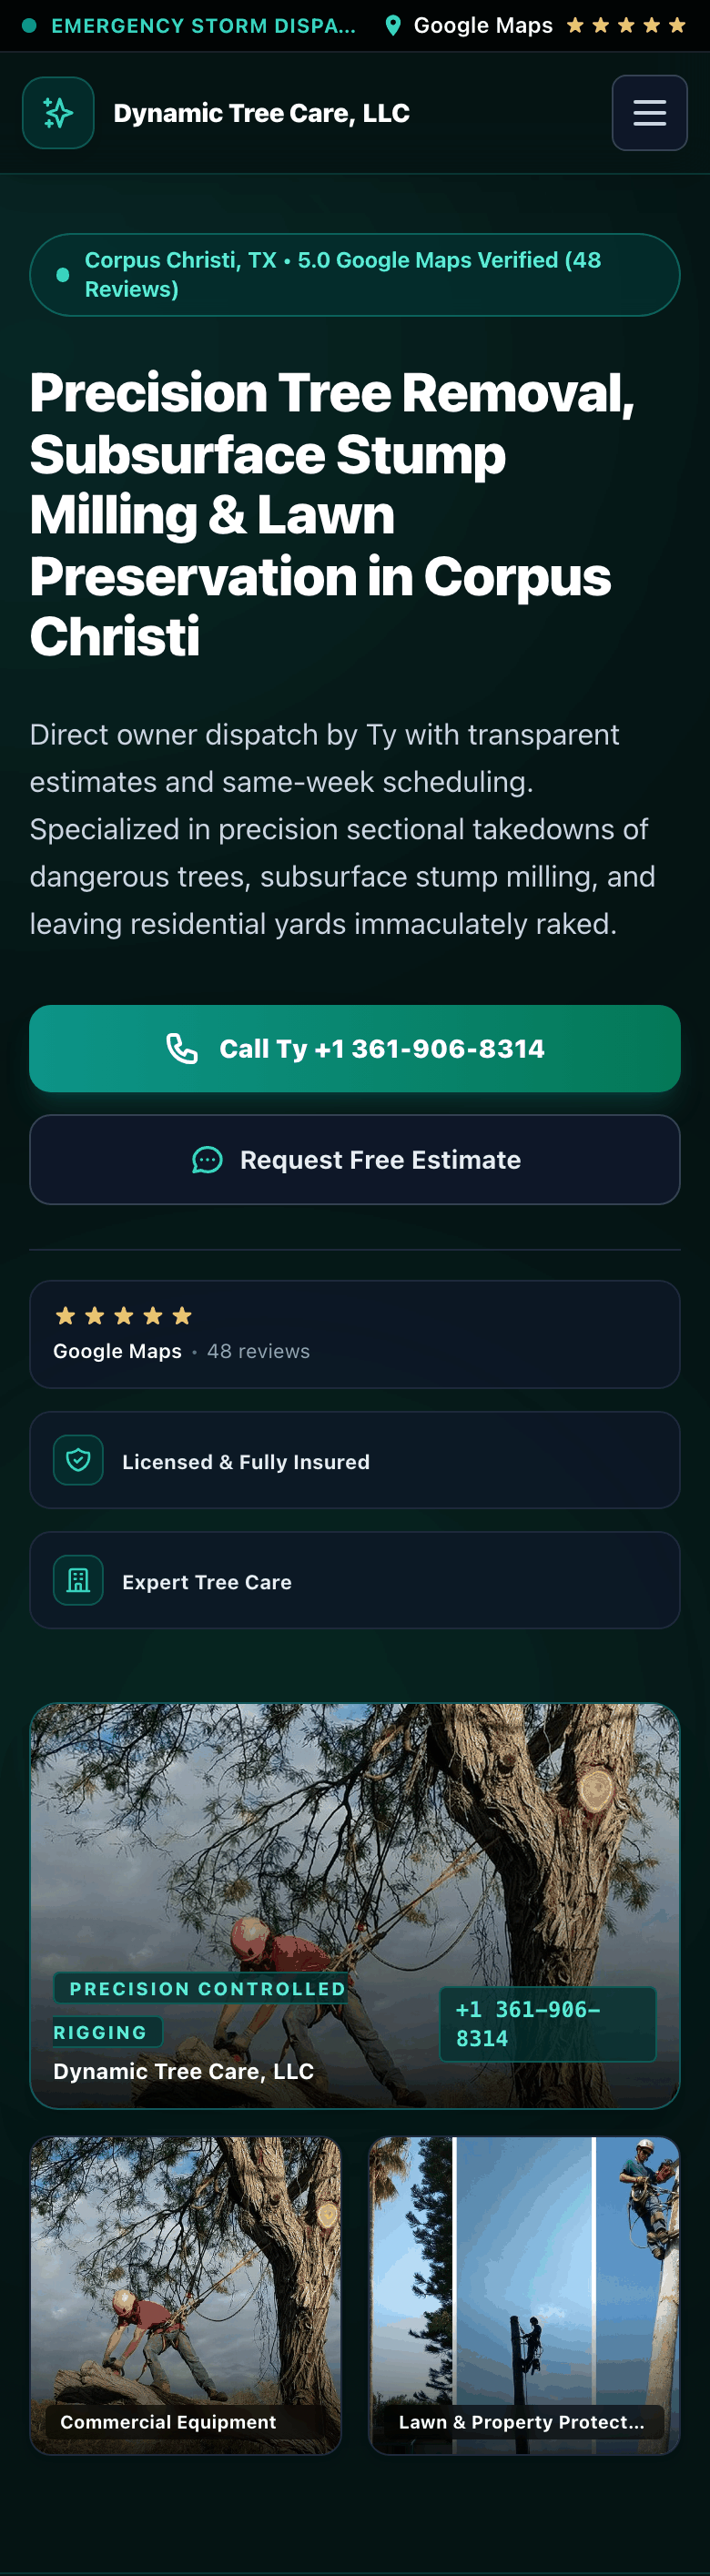 EMERGENCY STORM DISPA...
Google Maps
Dynamic Tree Care, LLC
Corpus Christi, TX • 5.0 Google Maps Verified (48
Reviews)
Precision Tree Removal,
Subsurface Stump
Milling & Lawn
Preservation in Corpus
Christi
Direct owner dispatch by Ty with transparent
estimates and same-week scheduling.
Specialized in precision sectional takedowns of
dangerous trees, subsurface stump milling, and
leaving residential yards immaculately raked.
Call Ty +1 361-906-8314
Request Free Estimate
Google Maps • 48 reviews
Licensed & Fully Insured
Expert Tree Care
PRECISION CONTROLLED
RIGGING
Dynamic Tree Care, LLC
+1 361-906-
8314
Commercial Equipment
Lawn & Property Protect...